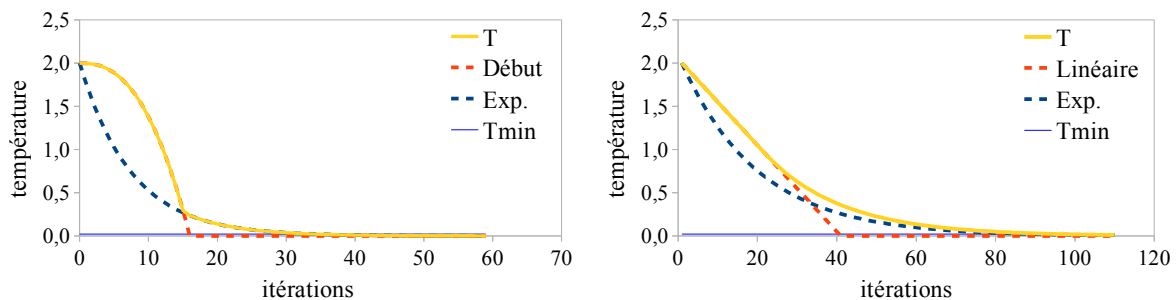 2,5
2,0
1,5
1,0
0,5
0,0
température
0 10 20 30 40 50 60 70
itérations
T
Début
Exp.
Tmin
2,5
2,0
1,5
1,0
0,5
0,0
température
0 20 40 60 80 100 120
itérations
T
Linéaire
Exp.
Tmin